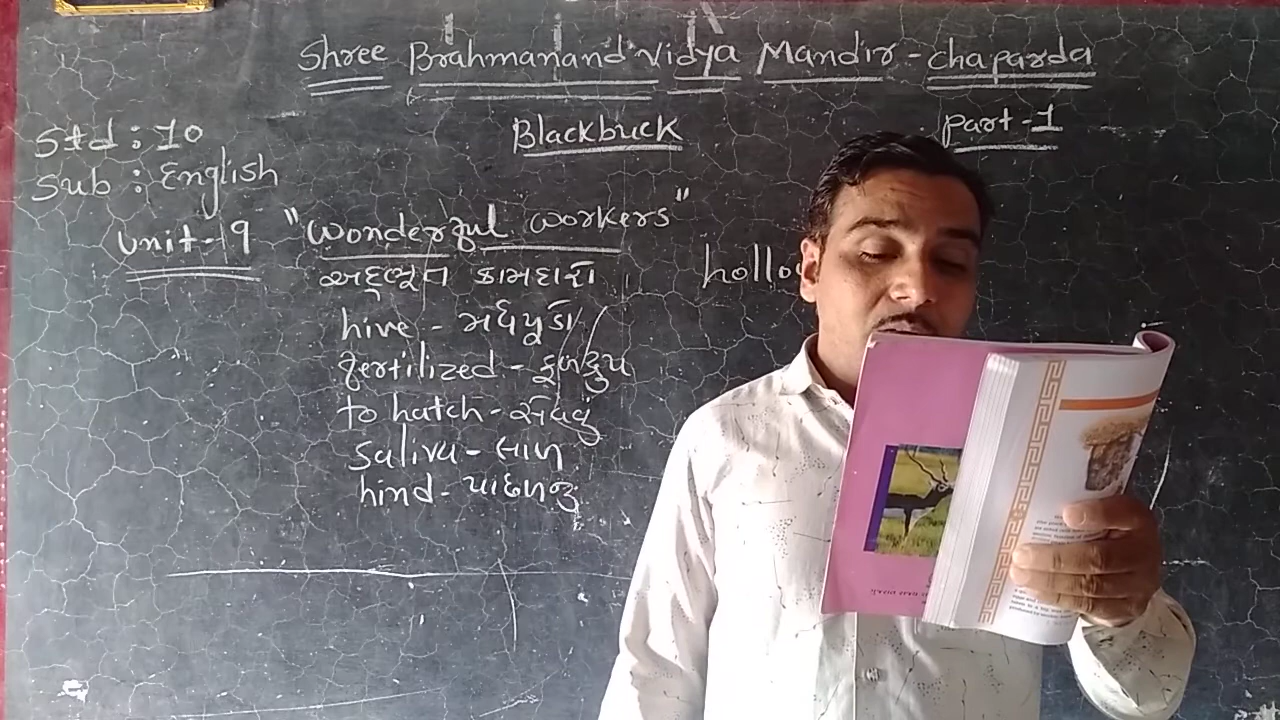 Shree Brahmanand Vidya Mandir - chaparda
Std : 10
Blackbuck
Part - 1
Sub : English
Unit - 9 "Wonderful workers"
અદ્દભૂત કામદારો
hive - મધપૂડો
fertilized - ફળદ્રુપ
to hatch - સેવવું
saliva - લાળ
hind - પાછળનું